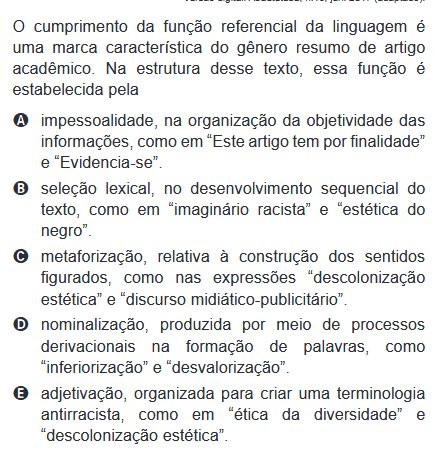 O cumprimento da função referencial da linguagem é
uma marca característica do gênero resumo de artigo
acadêmico. Na estrutura desse texto, essa função é
estabelecida pela
A impessoalidade, na organização da objetividade das
informações, como em “Este artigo tem por finalidade”
e “Evidencia-se”.
B seleção lexical, no desenvolvimento sequencial do
texto, como em “imaginário racista” e “estética do
negro”.
C metaforização, relativa à construção dos sentidos
figurados, como nas expressões “descolonização
estética” e “discurso midiático-publicitário”.
D nominalização, produzida por meio de processos
derivacionais na formação de palavras, como
“inferiorização” e “desvalorização”.
E adjetivação, organizada para criar uma terminologia
antirracista, como em “ética da diversidade” e
“descolonização estética”.